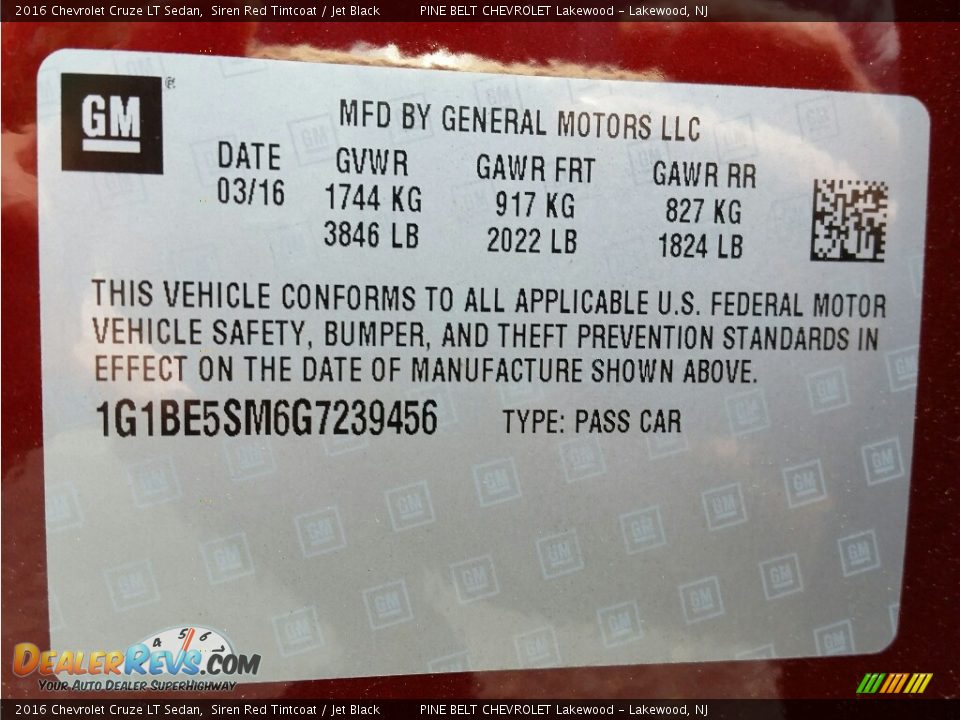 2016 Chevrolet Cruze LT Sedan, Siren Red Tintcoat / Jet Black PINE BELT CHEVROLET Lakewood - Lakewood, NJ
GM ®
MFD BY GENERAL MOTORS LLC
DATE GVWR GAWR FRT GAWR RR
03/16 1744 KG 917 KG 827 KG
3846 LB 2022 LB 1824 LB
THIS VEHICLE CONFORMS TO ALL APPLICABLE U.S. FEDERAL MOTOR
VEHICLE SAFETY, BUMPER, AND THEFT PREVENTION STANDARDS IN
EFFECT ON THE DATE OF MANUFACTURE SHOWN ABOVE.
1G1BE5SM6G7239456 TYPE: PASS CAR
4 5 6
DEALERREVS.COM
YOUR AUTO DEALER SUPERHIGHWAY
2016 Chevrolet Cruze LT Sedan, Siren Red Tintcoat / Jet Black PINE BELT CHEVROLET Lakewood - Lakewood, NJ